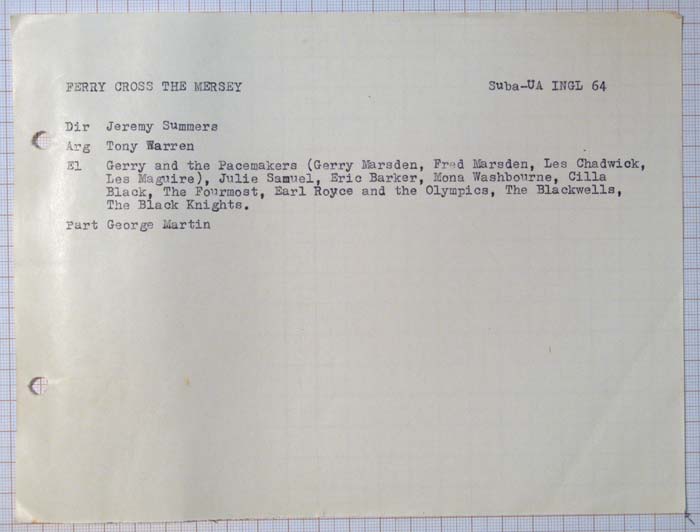 FERRY CROSS THE MERSEY Suba-UA INGL 64
Dir Jeremy Summers
Arg Tony Warren
El Gerry and the Pacemakers (Gerry Marsden, Fred Marsden, Les Chadwick,
Les Maguire), Julie Samuel, Eric Barker, Mona Washbourne, Cilla
Black, The Fourmost, Earl Royce and the Olympics, The Blackwells,
The Black Knights.
Part George Martin